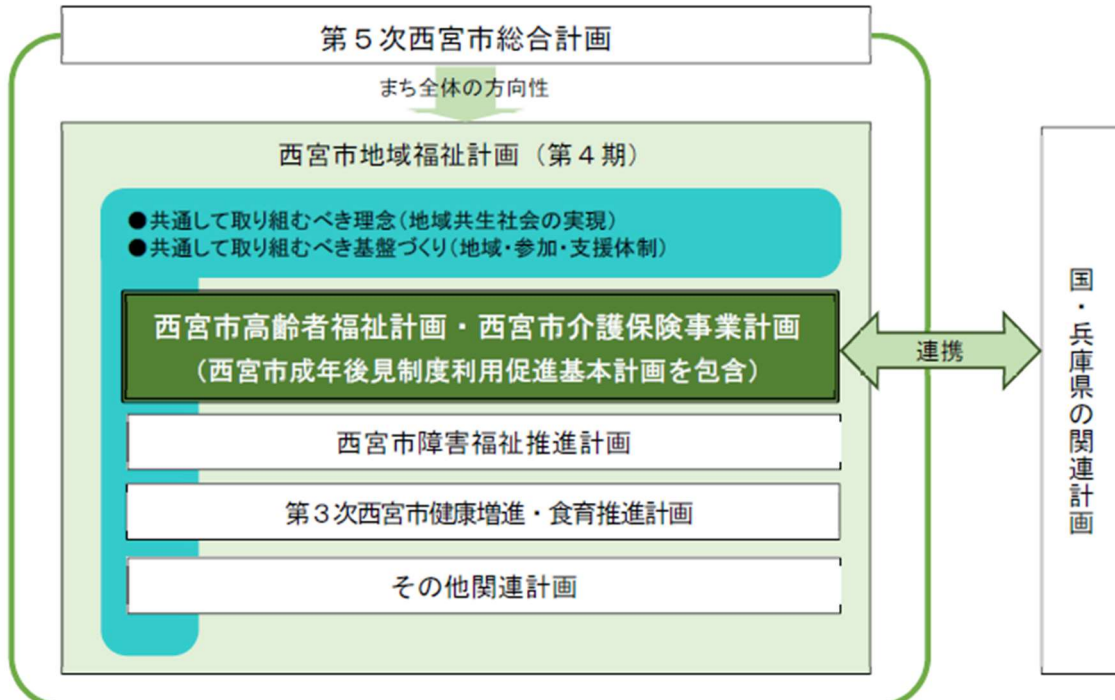 第５次西宮市総合計画
まち全体の方向性
西宮市地域福祉計画（第４期）
●共通して取り組むべき理念（地域共生社会の実現）
●共通して取り組むべき基盤づくり（地域・参加・支援体制）
西宮市高齢者福祉計画・西宮市介護保険事業計画
（西宮市成年後見制度利用促進基本計画を包含）
連携
西宮市障害福祉推進計画
第３次西宮市健康増進・食育推進計画
その他関連計画
国・兵庫県の関連計画